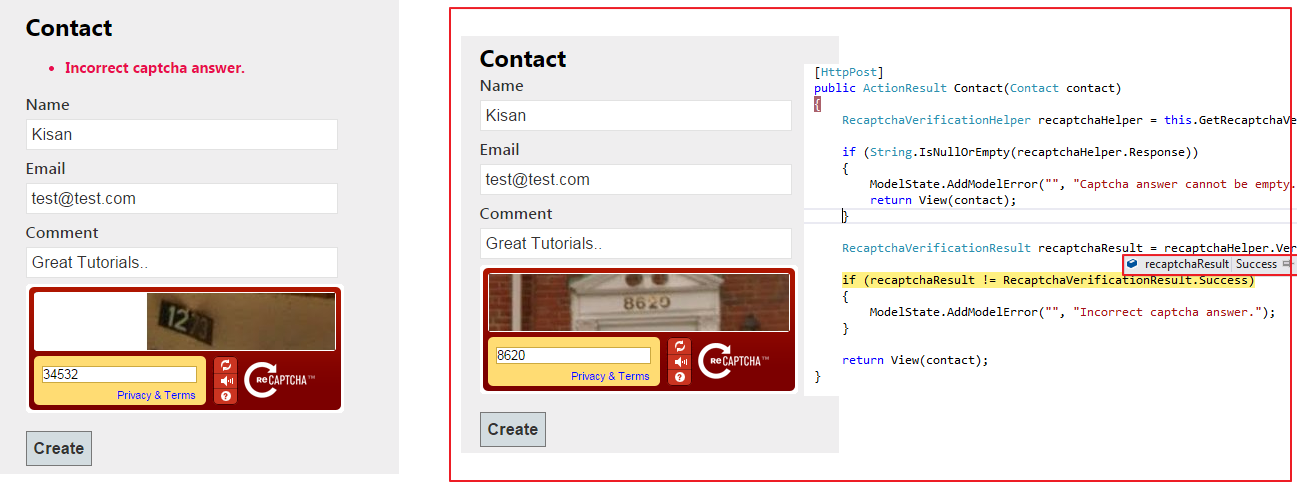 Contact
Incorrect captcha answer.
Name
Kisan
Email
test@test.com
Comment
Great Tutorials..
1273
34532
Privacy & Terms
reCAPTCHA™
Create
Contact
Name
Kisan
Email
test@test.com
Comment
Great Tutorials..
8620
8620
Privacy & Terms
reCAPTCHA™
Create
[HttpPost]
public ActionResult Contact(Contact contact)
{
RecaptchaVerificationHelper recaptchaHelper = this.GetRecaptchaVe
if (String.IsNullOrEmpty(recaptchaHelper.Response))
{
ModelState.AddModelError("", "Captcha answer cannot be empty.
return View(contact);
}
RecaptchaVerificationResult recaptchaResult = recaptchaHelper.Ver
recaptchaResult Success
if (recaptchaResult != RecaptchaVerificationResult.Success)
{
ModelState.AddModelError("", "Incorrect captcha answer.");
}
return View(contact);
}